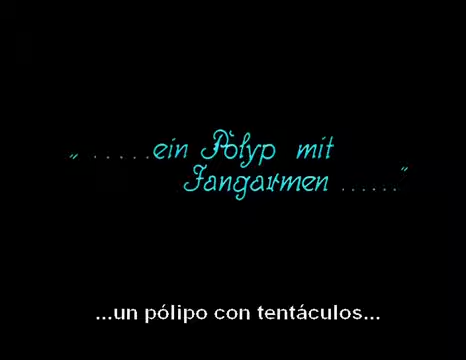 „.....ein Polyp mit
Fangarmen......"
...un pólipo con tentáculos...